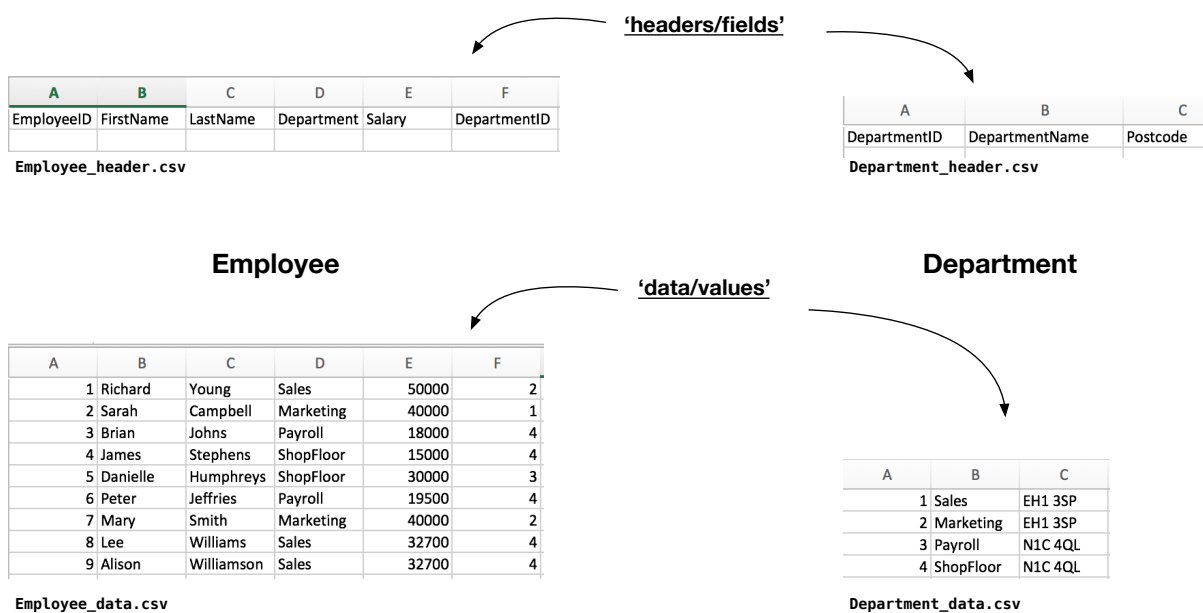 ‘headers/fields’
A B C D E F
EmployeeID FirstName LastName Department Salary DepartmentID
Employee_header.csv
A B C
DepartmentID DepartmentName Postcode
Department_header.csv
Employee
Department
‘data/values’
A B C D E F
1 Richard Young Sales 50000 2
2 Sarah Campbell Marketing 40000 1
3 Brian Johns Payroll 18000 4
4 James Stephens ShopFloor 15000 4
5 Danielle Humphreys ShopFloor 30000 3
6 Peter Jeffries Payroll 19500 4
7 Mary Smith Marketing 40000 2
8 Lee Williams Sales 32700 4
9 Alison Williamson Sales 32700 4
Employee_data.csv
A B C
1 Sales EH1 3SP
2 Marketing EH1 3SP
3 Payroll N1C 4QL
4 ShopFloor N1C 4QL
Department_data.csv